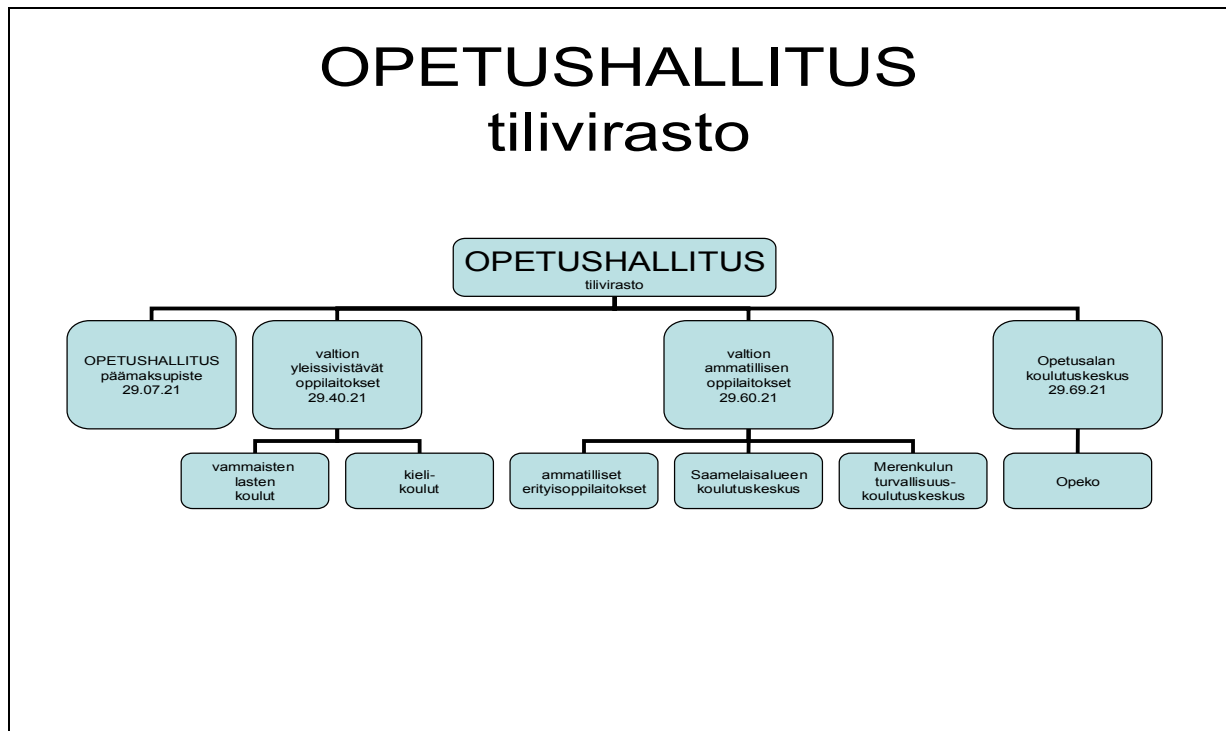 OPETUSHALLITUS
tilivirasto
OPETUSHALLITUS
tilivirasto
OPETUSHALLITUS
päämaksupiste
29.07.21
valtion
yleissivistävät
oppilaitokset
29.40.21
valtion
ammatillisen
oppilaitokset
29.60.21
Opetusalan
koulutuskeskus
29.69.21
vammaisten
lasten
koulut
kieli-
koulut
ammatilliset
erityisoppilaitokset
Saamelaisalueen
koulutuskeskus
Merenkulun
turvallisuus-
koulutuskeskus
Opeko